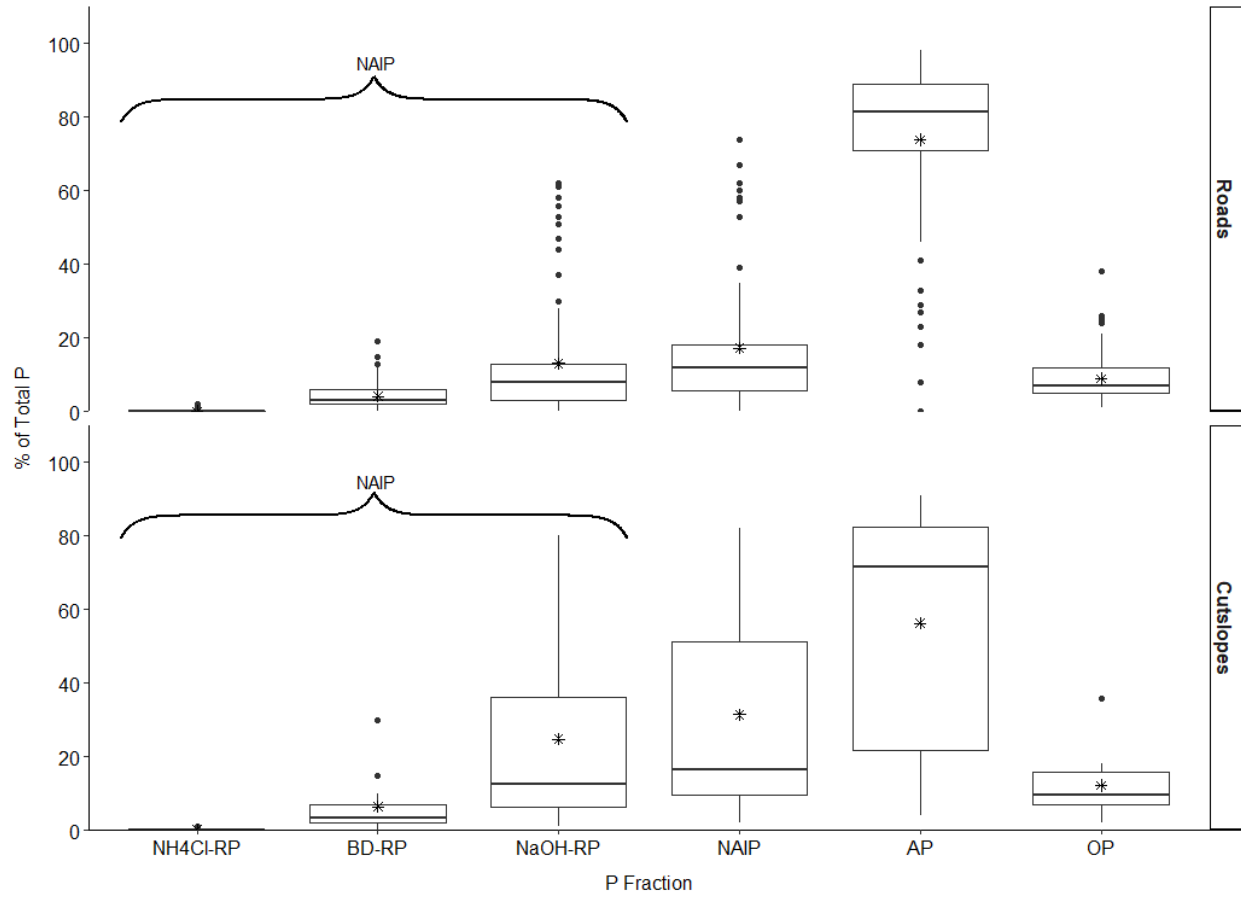 % of Total P
100
80
60
40
20
0
NAIP
Roads
100
80
60
40
20
0
NAIP
Cutslopes
NH4Cl-RP BD-RP NaOH-RP NAIP AP OP
P Fraction